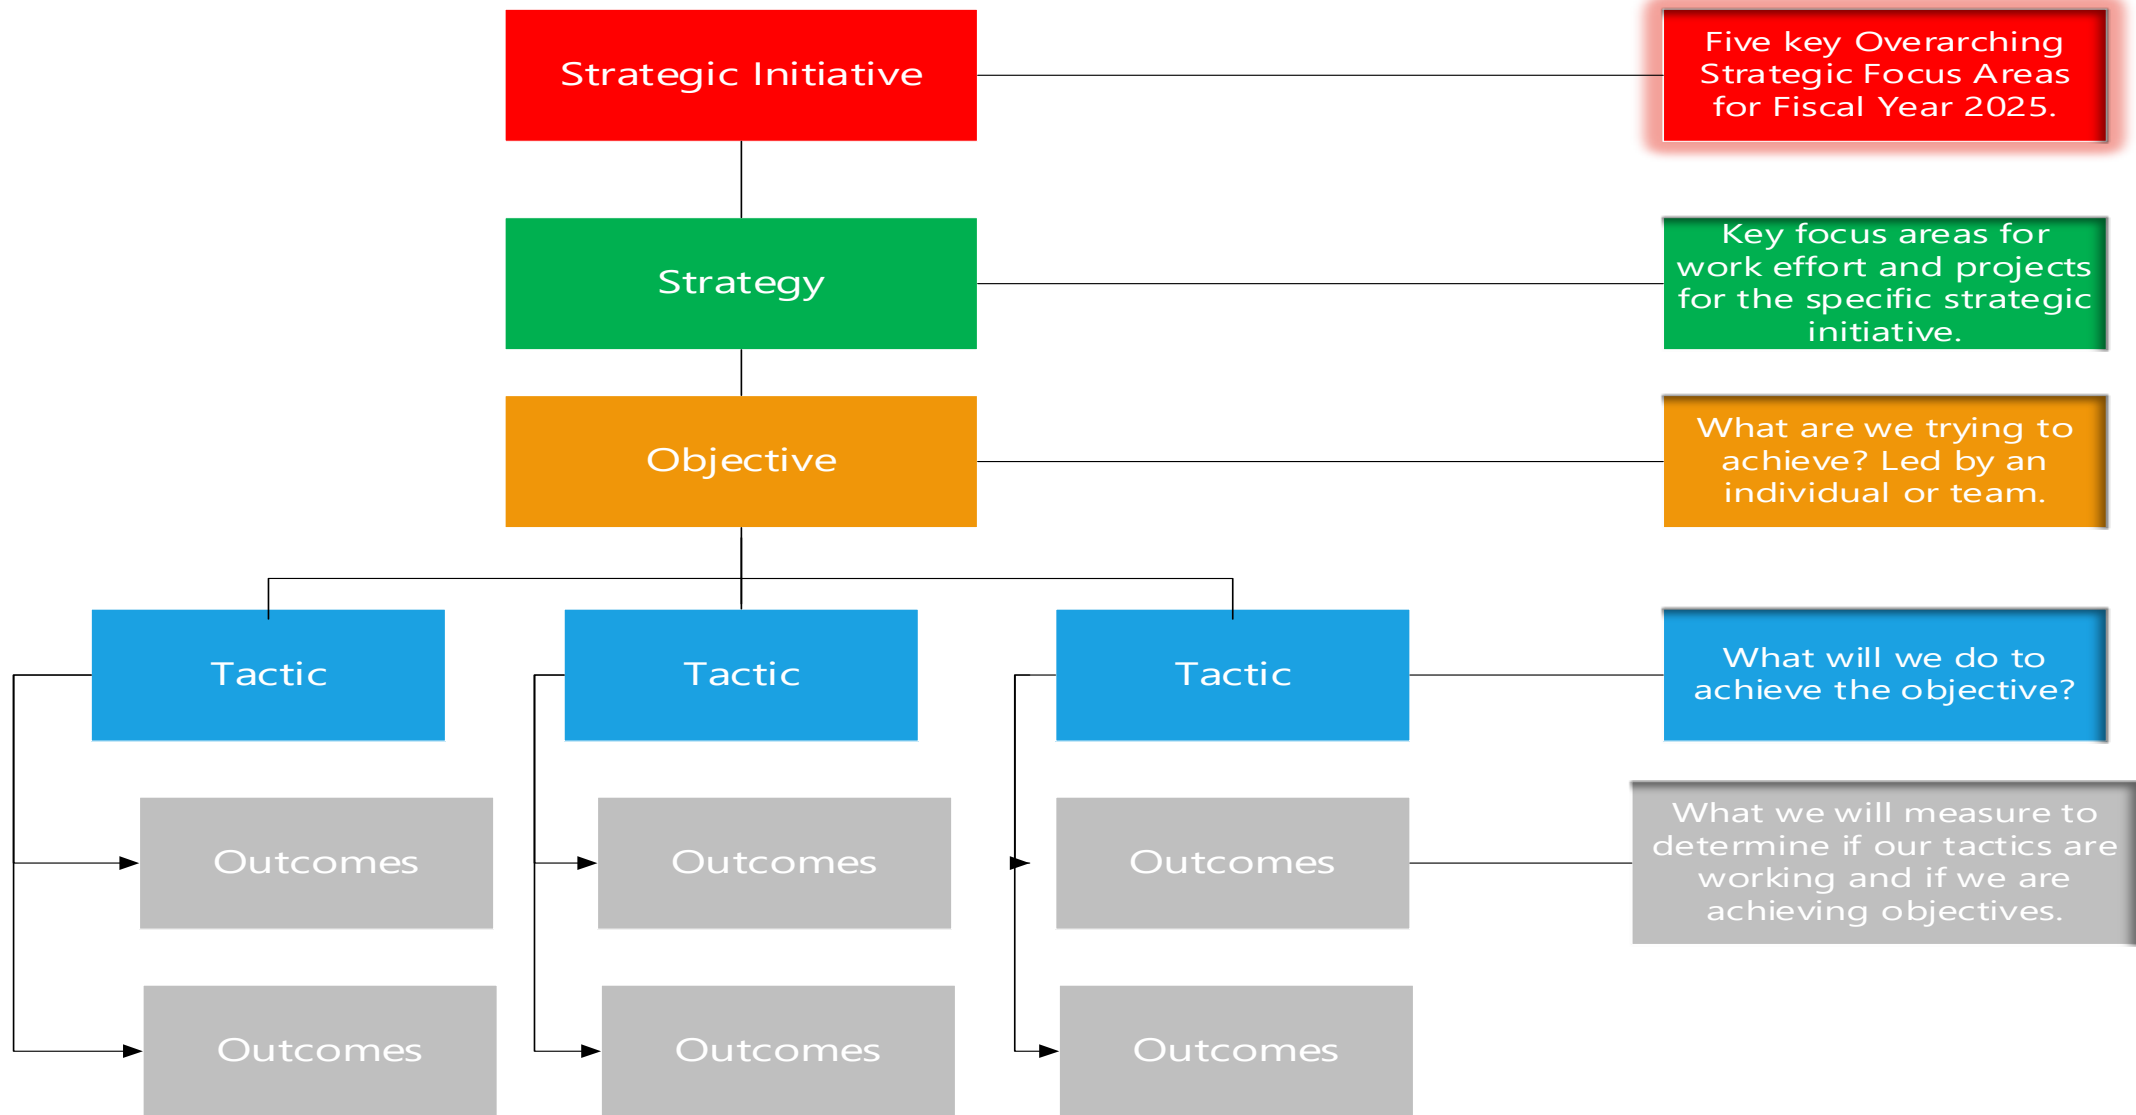 Strategic Initiative
Five key Overarching
Strategic Focus Areas
for Fiscal Year 2025.
Strategy
Key focus areas for
work effort and projects
for the specific strategic
initiative.
Objective
What are we trying to
achieve? Led by an
individual or team.
Tactic
Tactic
Tactic
What will we do to
achieve the objective?
Outcomes
Outcomes
Outcomes
What we will measure to
determine if our tactics are
working and if we are
achieving objectives.
Outcomes
Outcomes
Outcomes